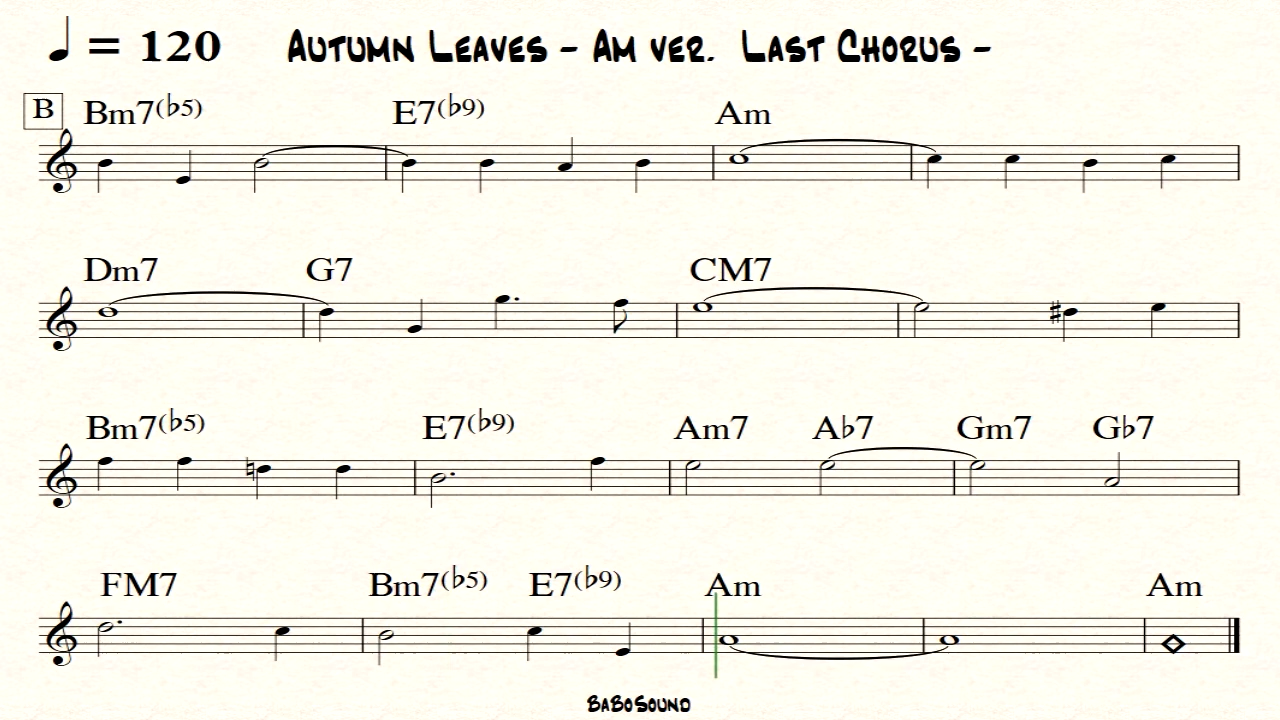 ♩ = 120 AUTUMN LEAVES - AM VER. LAST CHORUS -
B Bm7(♭5) E7(♭9) Am
Dm7 G7 CM7
Bm7(♭5) E7(♭9) Am7 A♭7 Gm7 G♭7
FM7 Bm7(♭5) E7(♭9) Am Am
BABOSOUND